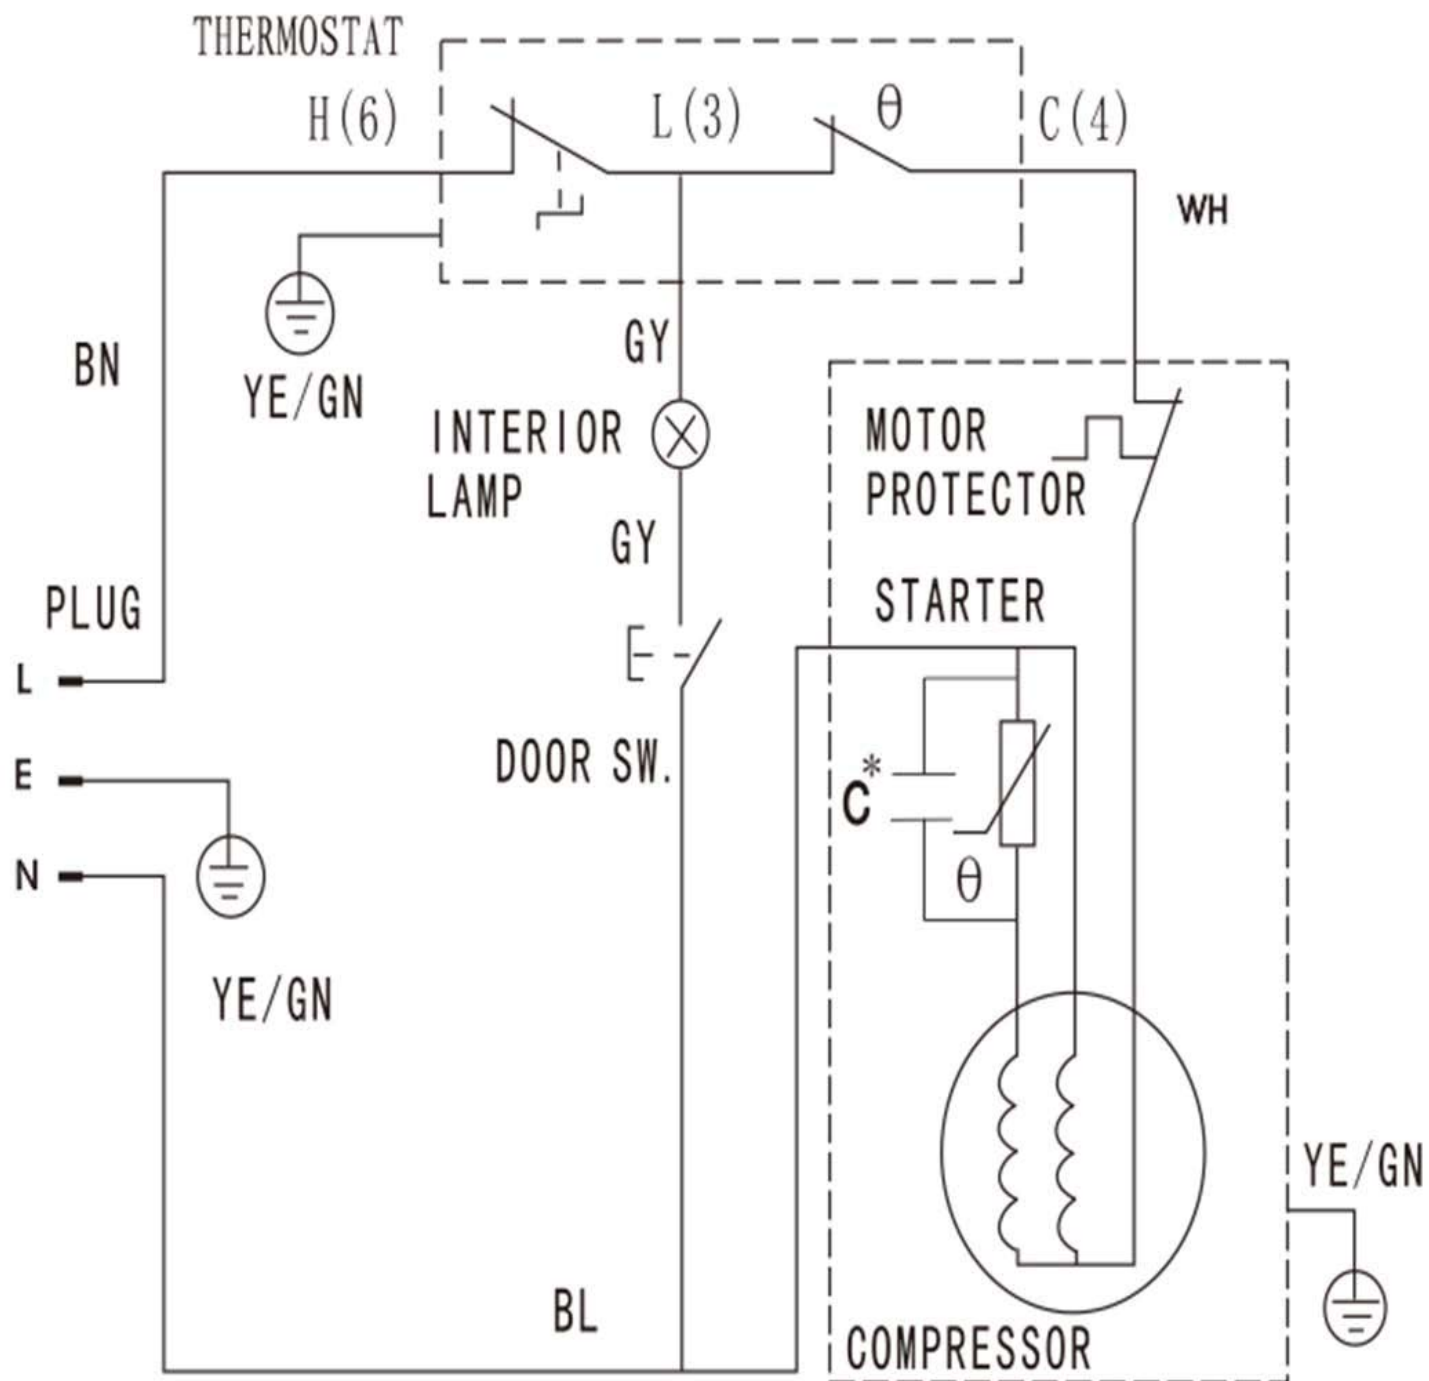 THERMOSTAT
H(6)
L(3)
θ
C(4)
WH
BN
YE/GN
GY
INTERIOR
LAMP
MOTOR
PROTECTOR
GY
STARTER
PLUG
L
E
N
DOOR SW.
C*
θ
YE/GN
YE/GN
BL
COMPRESSOR